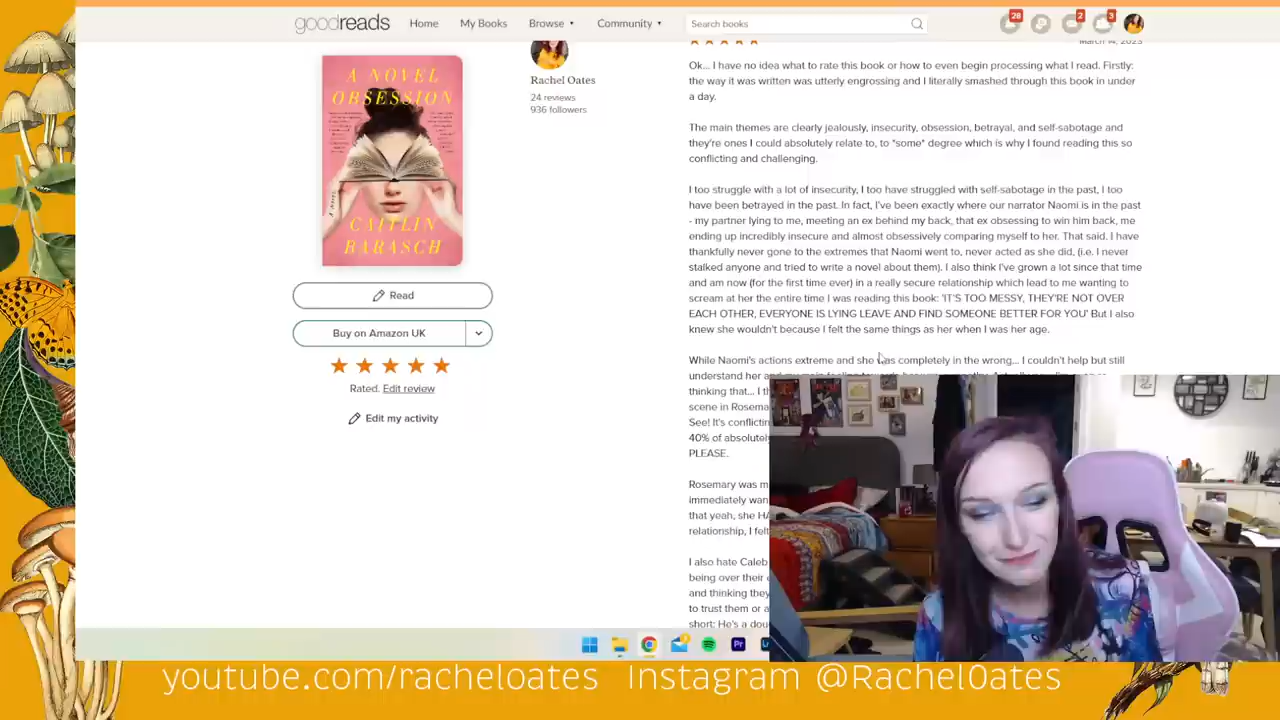 goodreads Home My Books Browse Community Search books 28 2 3
A NOVEL
OBSESSION
a novel
CAITLIN
BARASCH
Read
Buy on Amazon UK
Rated. Edit review
Edit my activity
Rachel Oates
24 reviews
936 followers
March 14, 2023
Ok... I have no idea what to rate this book or how to even begin processing what I read. Firstly:
the way it was written was utterly engrossing and I literally smashed through this book in under
a day.
The main themes are clearly jealously, insecurity, obsession, betrayal, and self-sabotage and
they're ones I could absolutely relate to, to *some* degree which is why I found reading this so
conflicting and challenging.
I too struggle with a lot of insecurity, I too have struggled with self-sabotage in the past, I too
have been betrayed in the past. In fact, I've been exactly where our narrator Naomi is in the past
- my partner lying to me, meeting an ex behind my back, that ex obsessing to win him back, me
ending up incredibly insecure and almost obsessively comparing myself to her. That said. I have
thankfully never gone to the extremes that Naomi went to, never acted as she did, (i.e. I never
stalked anyone and tried to write a novel about them). I also think I've grown a lot since that time
and am now (for the first time ever) in a really secure relationship which lead to me wanting to
scream at her the entire time I was reading this book: 'IT'S TOO MESSY, THEY'RE NOT OVER
EACH OTHER, EVERYONE IS LYING LEAVE AND FIND SOMEONE BETTER FOR YOU' But I also
knew she wouldn't because I felt the same things as her when I was her age.
While Naomi's actions extreme and she was completely in the wrong... I couldn't help but still
understand her
thinking that... I
scene in Rosema
See! It's conflictin
40% of absolutely
PLEASE.
Rosemary was m
immediately wan
that yeah, she HA
relationship, I felt
I also hate Caleb
being over their
and thinking they
to trust them or a
short: He's a dou
Pr
youtube.com/racheloates Instagram @Rachel0ates